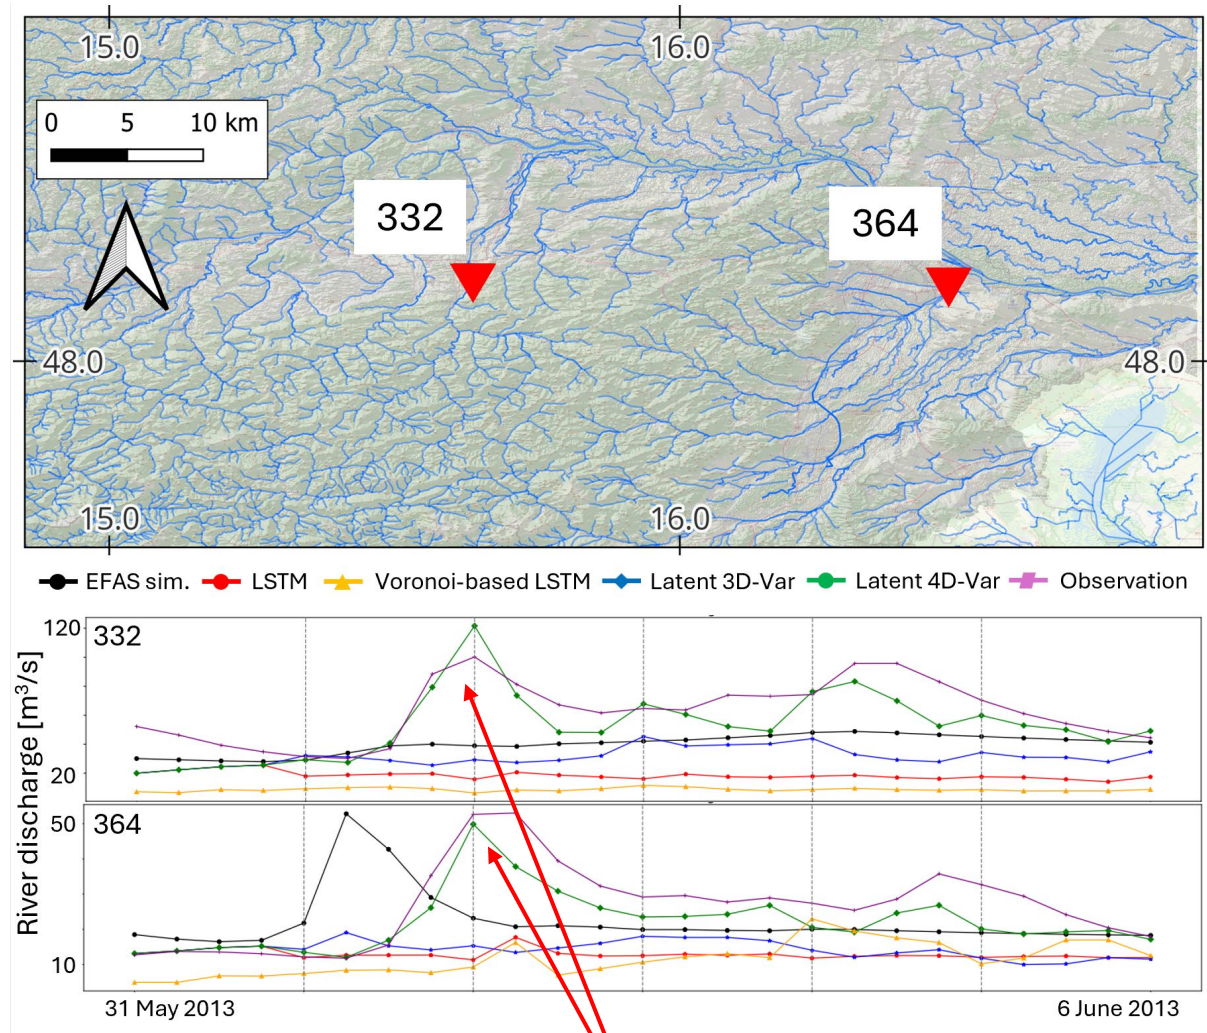 15.0 16.0
0 5 10 km
332 364
48.0 48.0
15.0 16.0
EFAS sim. LSTM Voronoi-based LSTM Latent 3D-Var Latent 4D-Var Observation
River discharge [m³/s]
120
332
20
50
364
10
31 May 2013 6 June 2013